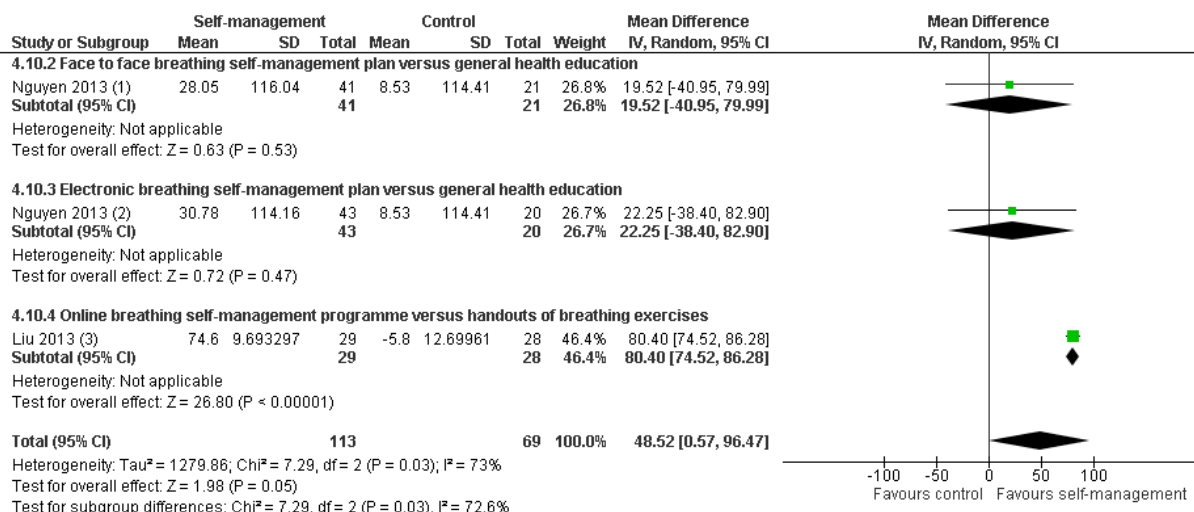 Self-management Control Mean Difference Mean Difference
Study or Subgroup Mean SD Total Mean SD Total Weight IV, Random, 95% CI IV, Random, 95% CI
4.10.2 Face to face breathing self-management plan versus general health education
Nguyen 2013 (1) 28.05 116.04 41 8.53 114.41 21 26.8% 19.52 [-40.95, 79.99]
Subtotal (95% CI) 41 21 26.8% 19.52 [-40.95, 79.99]
Heterogeneity: Not applicable
Test for overall effect: Z = 0.63 (P = 0.53)
4.10.3 Electronic breathing self-management plan versus general health education
Nguyen 2013 (2) 30.78 114.16 43 8.53 114.41 20 26.7% 22.25 [-38.40, 82.90]
Subtotal (95% CI) 43 20 26.7% 22.25 [-38.40, 82.90]
Heterogeneity: Not applicable
Test for overall effect: Z = 0.72 (P = 0.47)
4.10.4 Online breathing self-management programme versus handouts of breathing exercises
Liu 2013 (3) 74.6 9.693297 29 -5.8 12.69961 28 46.4% 80.40 [74.52, 86.28]
Subtotal (95% CI) 29 28 46.4% 80.40 [74.52, 86.28]
Heterogeneity: Not applicable
Test for overall effect: Z = 26.80 (P < 0.00001)
Total (95% CI) 113 69 100.0% 48.52 [0.57, 96.47]
Heterogeneity: Tau² = 1279.86; Chi² = 7.29, df = 2 (P = 0.03); I² = 73%
Test for overall effect: Z = 1.98 (P = 0.05)
Test for subgroup differences: Chi² = 7.29, df = 2 (P = 0.03), I² = 72.6%
-100 -50 0 50 100
Favours control Favours self-management